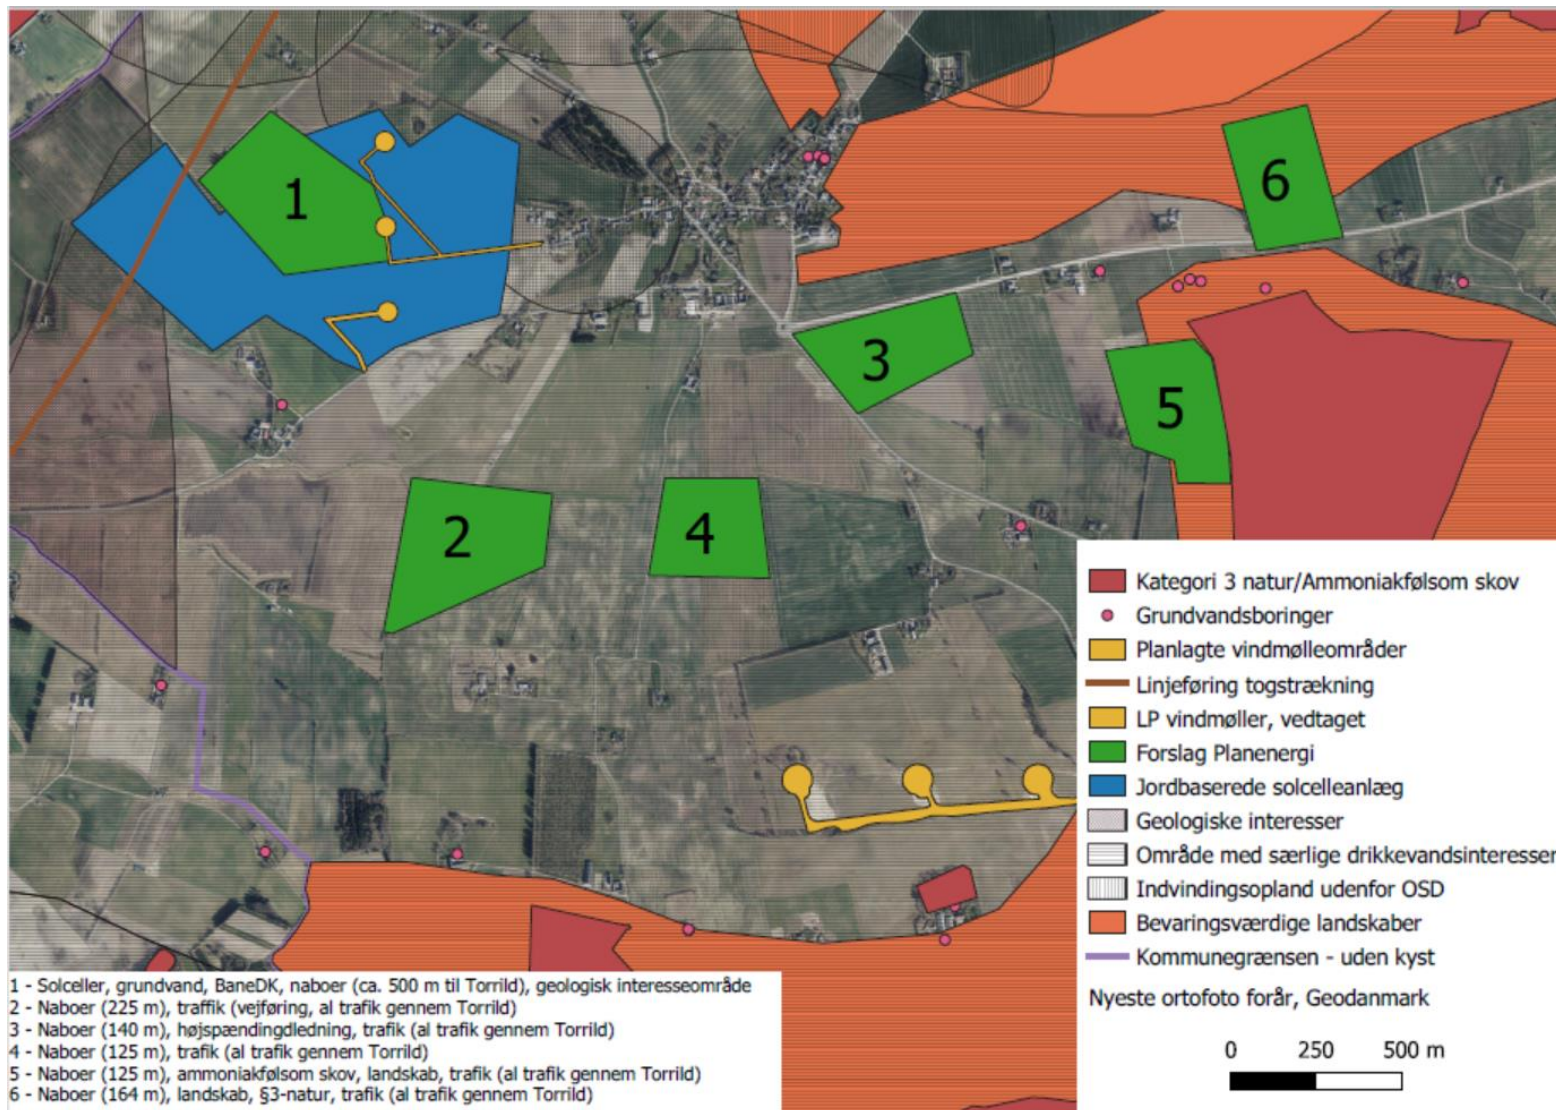 1
6
3
5
2
4
Kategori 3 natur/Ammoniakfølsom skov
Grundvandsboringer
Planlagte vindmølleområder
Linjeføring togstrækning
LP vindmøller, vedtaget
Forslag Planenergi
Jordbaserede solcelleanlæg
Geologiske interesser
Område med særlige drikkevandsinteresser
Indvindingsopland udenfor OSD
Bevaringsværdige landskaber
Kommunegrænsen - uden kyst
Nyeste ortofoto forår, Geodanmark
0 250 500 m
1 - Solceller, grundvand, BaneDK, naboer (ca. 500 m til Torrild), geologisk interesseområde
2 - Naboer (225 m), traffik (vejføring, al trafik gennem Torrild)
3 - Naboer (140 m), højspændingdledning, trafik (al trafik gennem Torrild)
4 - Naboer (125 m), trafik (al trafik gennem Torrild)
5 - Naboer (125 m), ammoniakfølsom skov, landskab, trafik (al trafik gennem Torrild)
6 - Naboer (164 m), landskab, §3-natur, trafik (al trafik gennem Torrild)